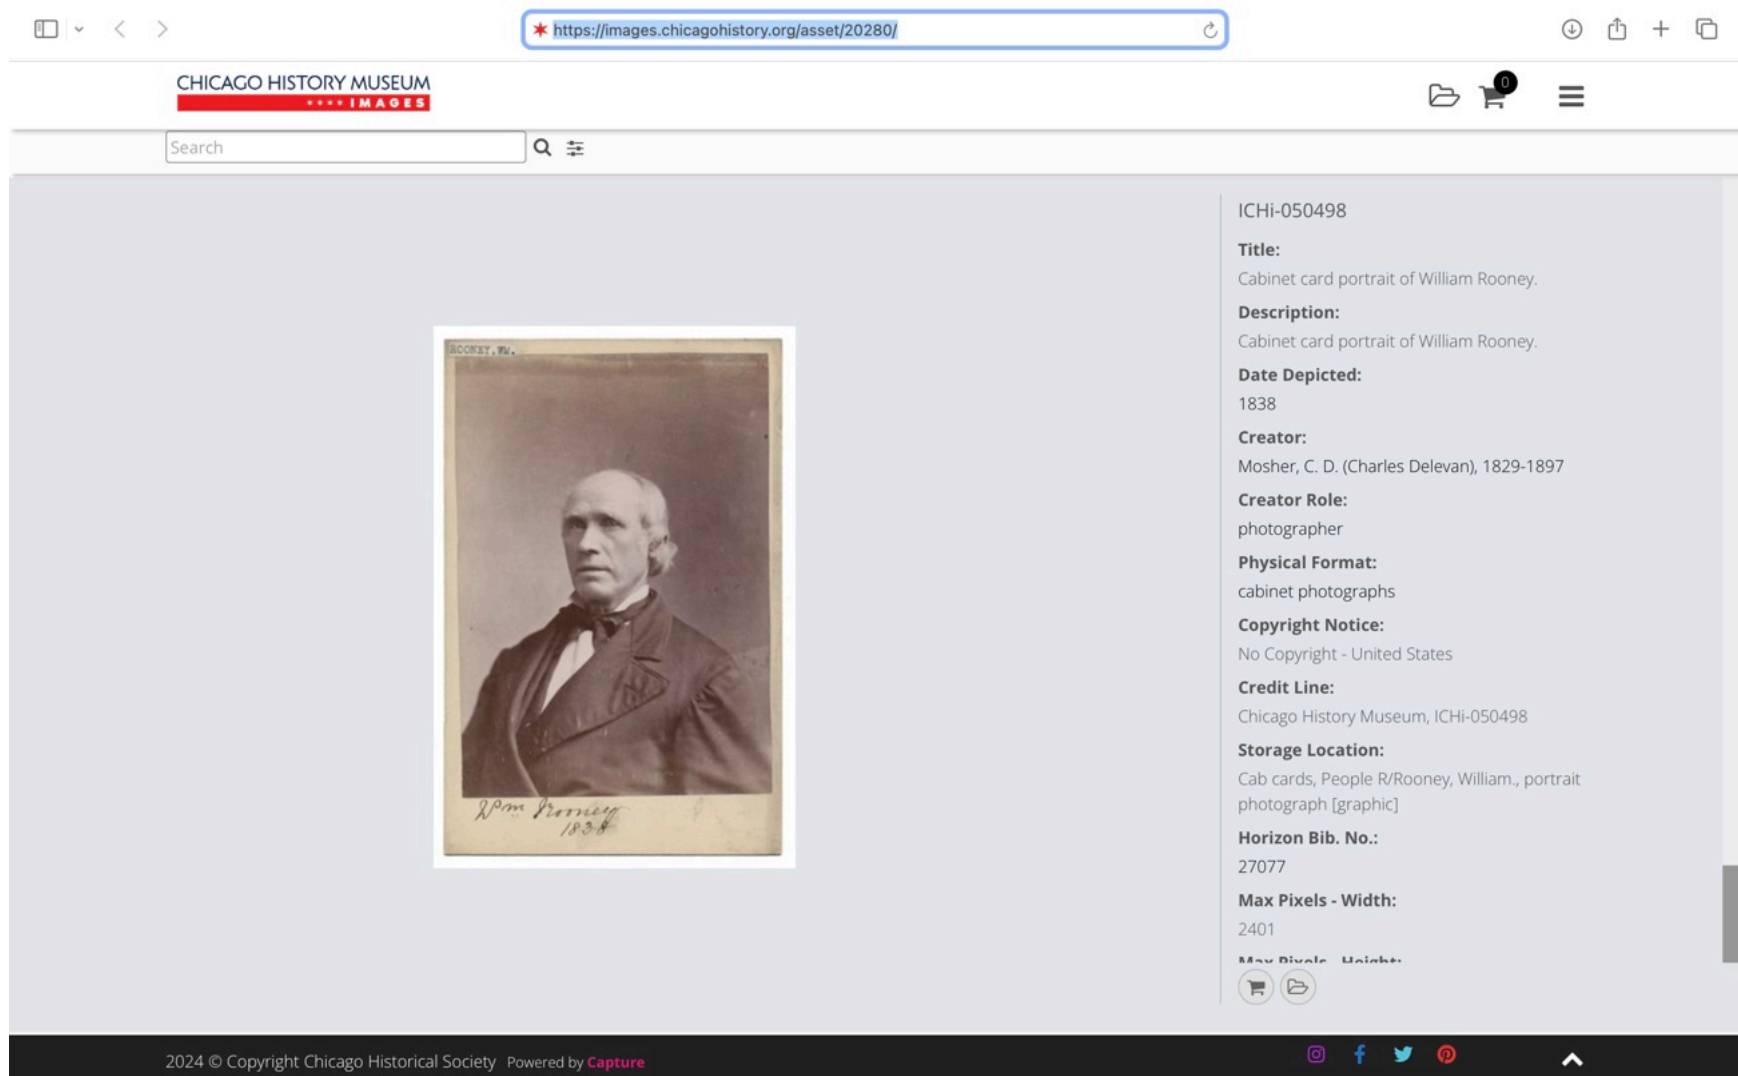 https://images.chicagohistory.org/asset/20280/
CHICAGO HISTORY MUSEUM
IMAGES
0
Search
ROONEY, WM.
Wm Rooney
1838
ICHi-050498
Title:
Cabinet card portrait of William Rooney.
Description:
Cabinet card portrait of William Rooney.
Date Depicted:
1838
Creator:
Mosher, C. D. (Charles Delevan), 1829-1897
Creator Role:
photographer
Physical Format:
cabinet photographs
Copyright Notice:
No Copyright - United States
Credit Line:
Chicago History Museum, ICHi-050498
Storage Location:
Cab cards, People R/Rooney, William., portrait
photograph [graphic]
Horizon Bib. No.:
27077
Max Pixels - Width:
2401
Max Pixels - Height:
2024 © Copyright Chicago Historical Society Powered by Capture